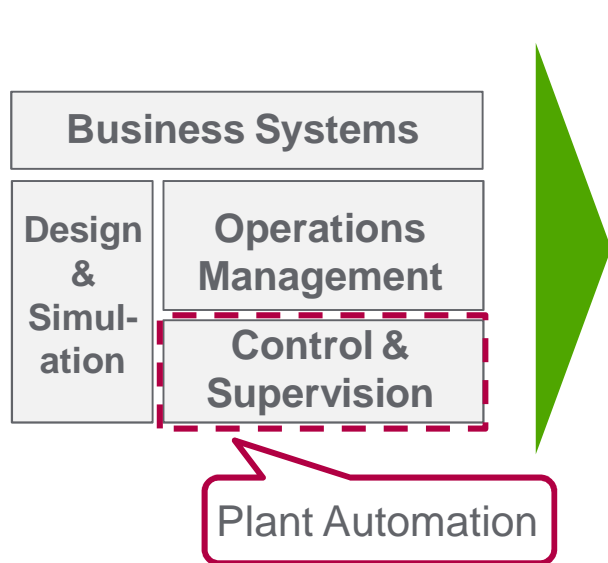 Business Systems
Design
&
Simul-
ation
Operations
Management
Control &
Supervision
Plant Automation